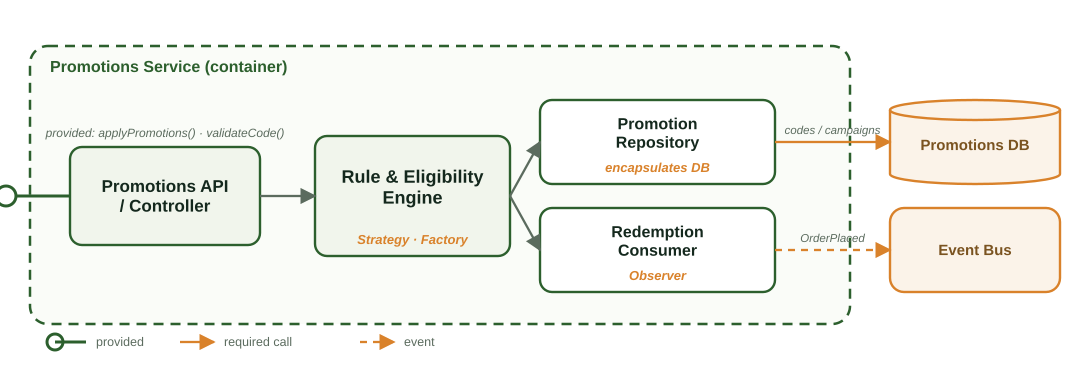 Promotions Service (container)
provided: applyPromotions() · validateCode()
Promotions API
/ Controller
Rule & Eligibility
Engine
Strategy · Factory
Promotion
Repository
encapsulates DB
Redemption
Consumer
Observer
codes / campaigns
Promotions DB
OrderPlaced
Event Bus
provided
required call
event